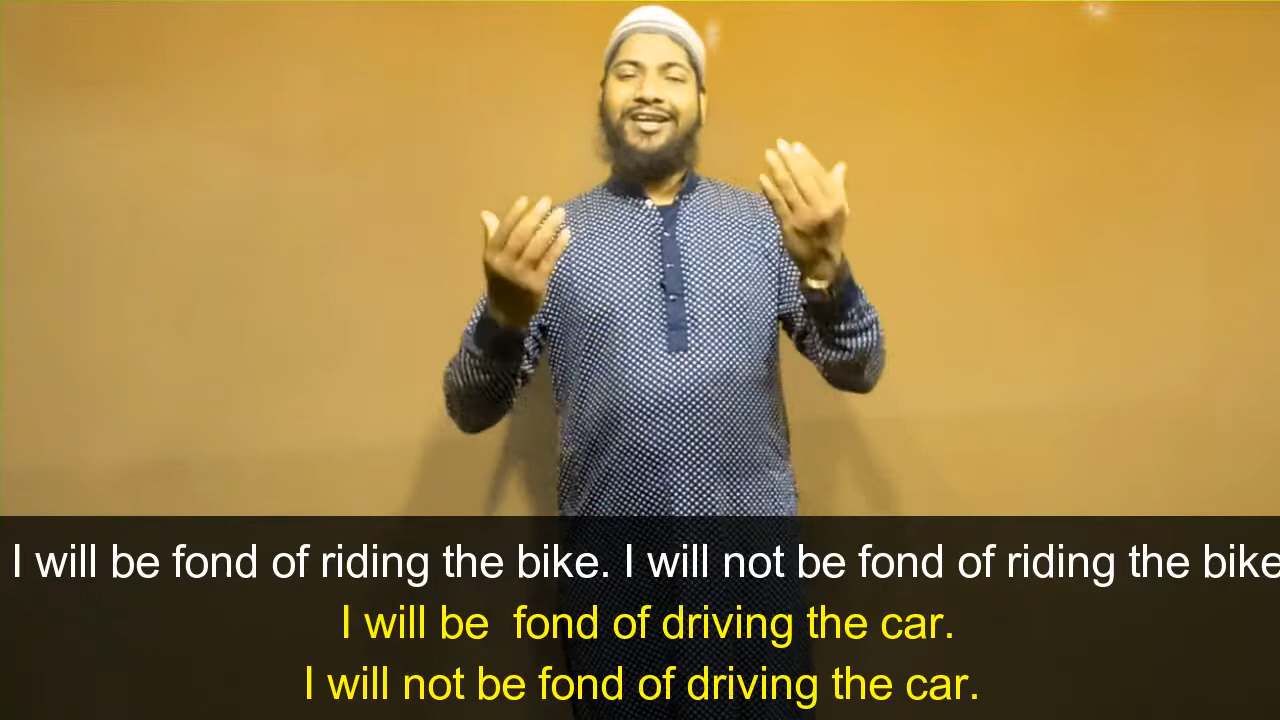 I will be fond of riding the bike. I will not be fond of riding the bike
I will be  fond of driving the car.
I will not be fond of driving the car.